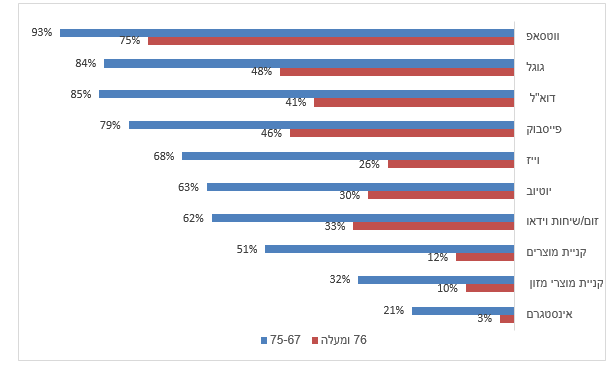 ווטסאפ 93% 75%
גוגל 84% 48%
דוא"ל 85% 41%
פייסבוק 79% 46%
וייז 68% 26%
יוטיוב 63% 30%
זום/שיחות וידאו 62% 33%
קניית מוצרים 51% 12%
קניית מוצרי מזון 32% 10%
אינסטגרם 21% 3%
75-67 76 ומעלה